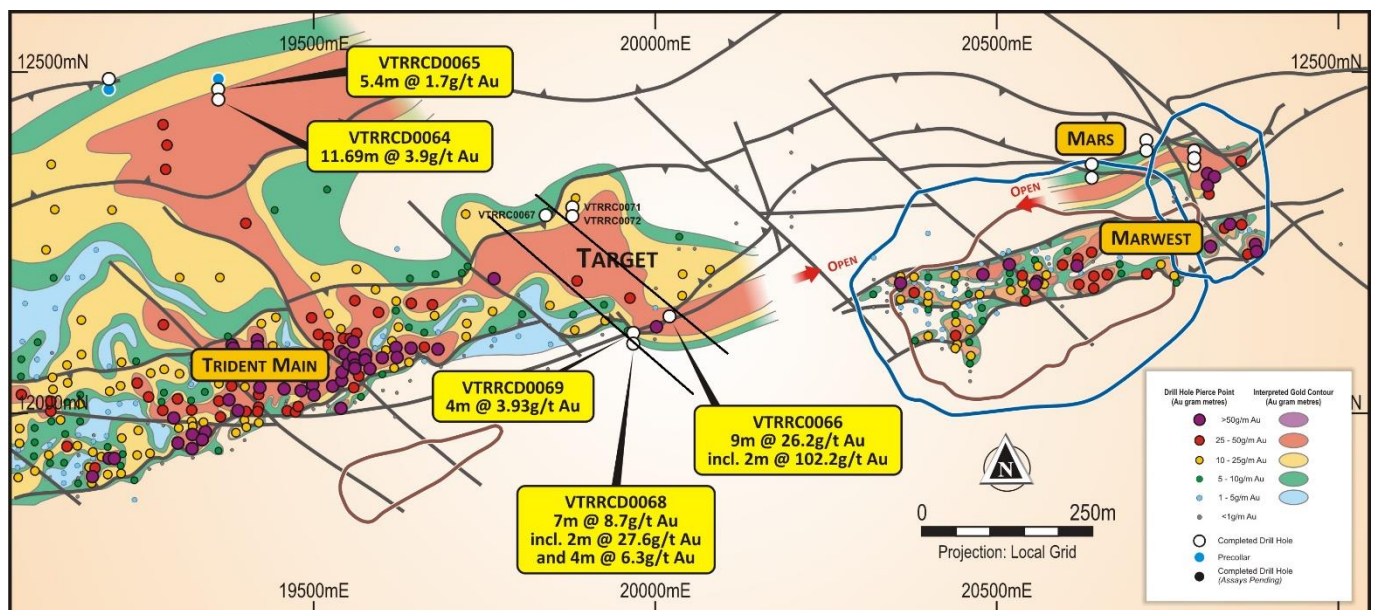 19500mE
20000mE
20500mE
12500mN
12500mN
VTRRCD0065
5.4m @ 1.7g/t Au
VTRRCD0064
11.69m @ 3.9g/t Au
MARS
OPEN
VTRRC0067
VTRRC0071
VTRRC0072
MARWEST
TARGET
OPEN
TRIDENT MAIN
VTRRCD0069
4m @ 3.93g/t Au
12000mN
12000mN
VTRRC0066
9m @ 26.2g/t Au
incl. 2m @ 102.2g/t Au
VTRRCD0068
7m @ 8.7g/t Au
incl. 2m @ 27.6g/t Au
and 4m @ 6.3g/t Au
N
0 250m
Projection: Local Grid
Drill Hole Pierce Point
(Au gram metres)
Interpreted Gold Contour
(Au gram metres)
>50g/m Au
25 - 50g/m Au
10 - 25g/m Au
5 - 10g/m Au
1 - 5g/m Au
<1g/m Au
Completed Drill Hole
Precollar
Completed Drill Hole
(Assays Pending)
19500mE
20000mE
20500mE